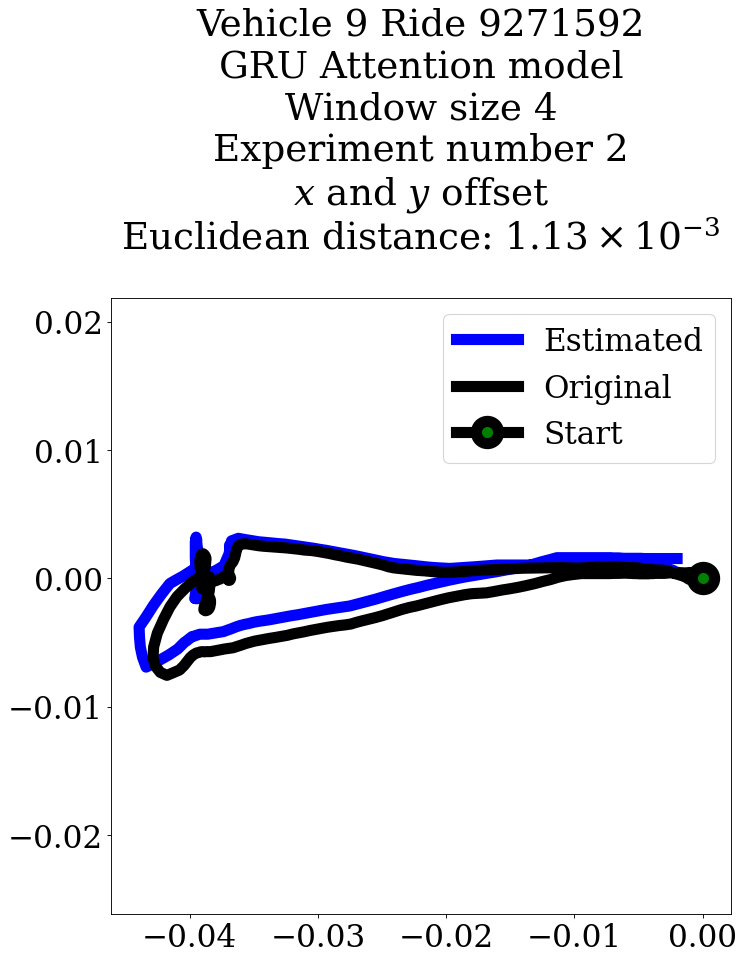 Vehicle 9 Ride 9271592
GRU Attention model
Window size 4
Experiment number 2
x and y offset
Euclidean distance: 1.13 × 10⁻³
Estimated
Original
Start
0.02
0.01
0.00
−0.01
−0.02
−0.04 −0.03 −0.02 −0.01 0.00